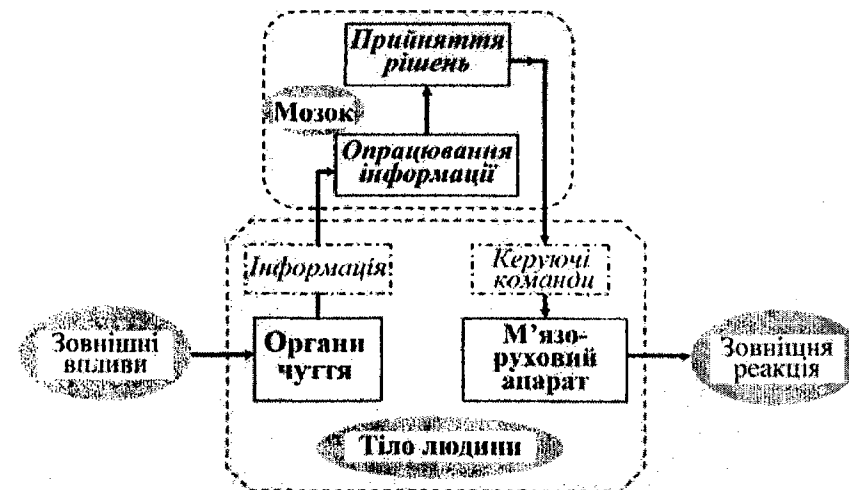 Прийняття
рішень
Мозок
Опрацювання
інформації
Інформація
Керуючі
команди
Зовнішні
впливи
Органи
чуття
М’язо-
руховий
апарат
Зовнішня
реакція
Тіло людини